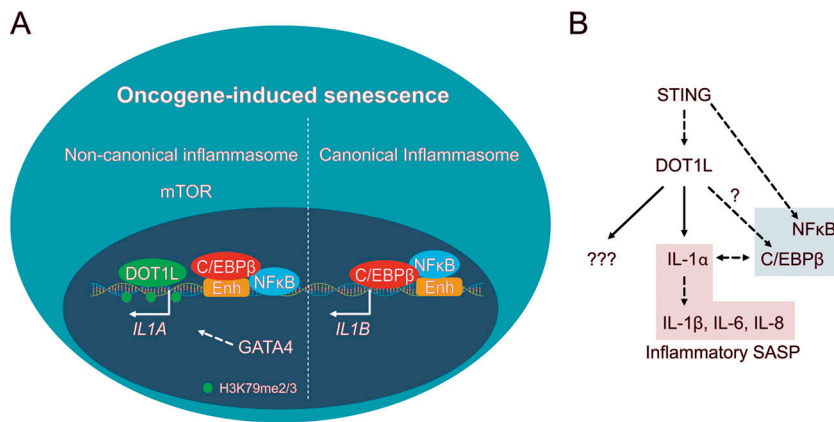 A
Oncogene-induced senescence
Non-canonical inflammasome
Canonical Inflammasome
mTOR
DOT1L
C/EBPβ
NFκB
Enh
C/EBPβ
NFκB
Enh
IL1A
IL1B
GATA4
H3K79me2/3
B
STING
DOT1L
?
NFκB
???
IL-1α
C/EBPβ
IL-1β, IL-6, IL-8
Inflammatory SASP